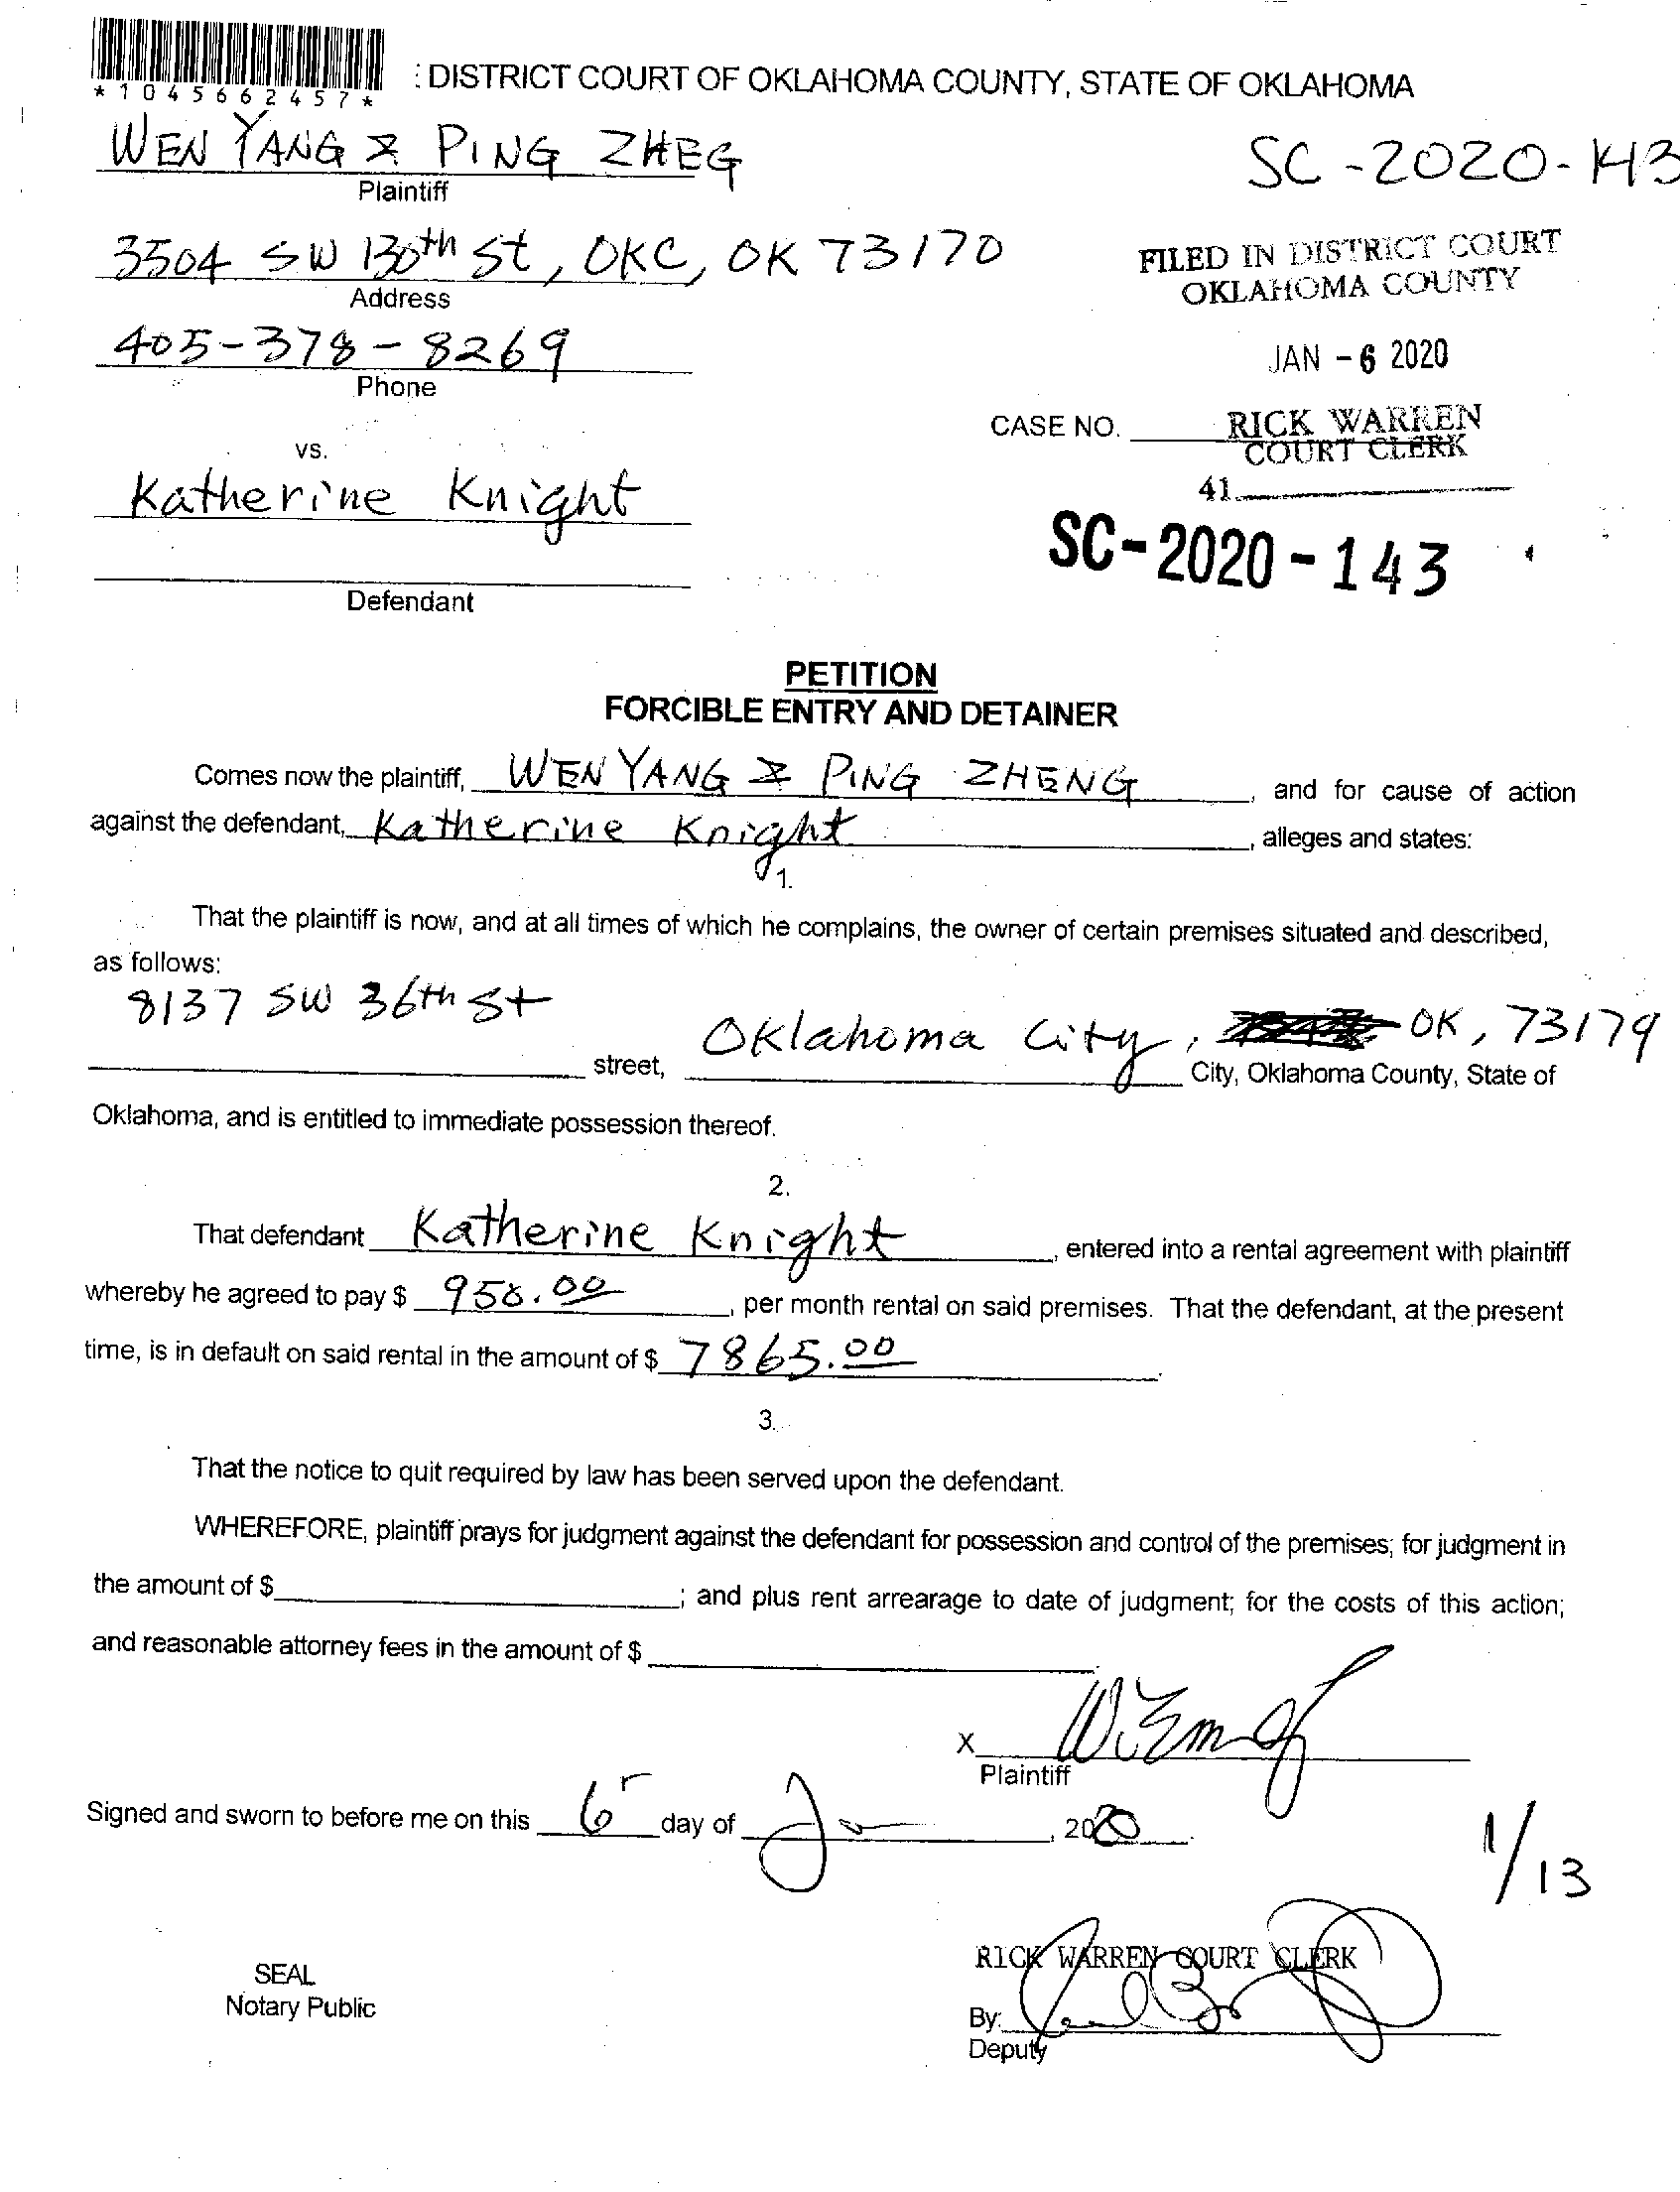 *1045662457*
: DISTRICT COURT OF OKLAHOMA COUNTY, STATE OF OKLAHOMA
WEN YANG & PING ZHEG
Plaintiff
SC-2020-143
3504 SW 130th St, OKC, OK 73170
Address
FILED IN DISTRICT COURT
OKLAHOMA COUNTY
405-378-8269
Phone
JAN -6 2020
CASE NO.
RICK WARREN
COURT CLERK
vs.
41
Katherine Knight
SC-2020-143
Defendant
PETITION
FORCIBLE ENTRY AND DETAINER
Comes now the plaintiff, WEN YANG & PING ZHENG, and for cause of action
against the defendant, Katherine Knight, alleges and states:
1.
That the plaintiff is now, and at all times of which he complains, the owner of certain premises situated and described,
as follows:
8137 SW 36th St
street, Oklahoma City, OK, 73179
City, Oklahoma County, State of
Oklahoma, and is entitled to immediate possession thereof.
2.
That defendant Katherine Knight, entered into a rental agreement with plaintiff
whereby he agreed to pay $ 958.00, per month rental on said premises. That the defendant, at the present
time, is in default on said rental in the amount of $ 7865.00.
3.
That the notice to quit required by law has been served upon the defendant.
WHEREFORE, plaintiff prays for judgment against the defendant for possession and control of the premises; for judgment in
the amount of $ ; and plus rent arrearage to date of judgment; for the costs of this action;
and reasonable attorney fees in the amount of $
X
Plaintiff
Signed and sworn to before me on this 6 day of J, 2020
1/13
SEAL
Notary Public
RICK WARREN COURT CLERK
By:
Deputy